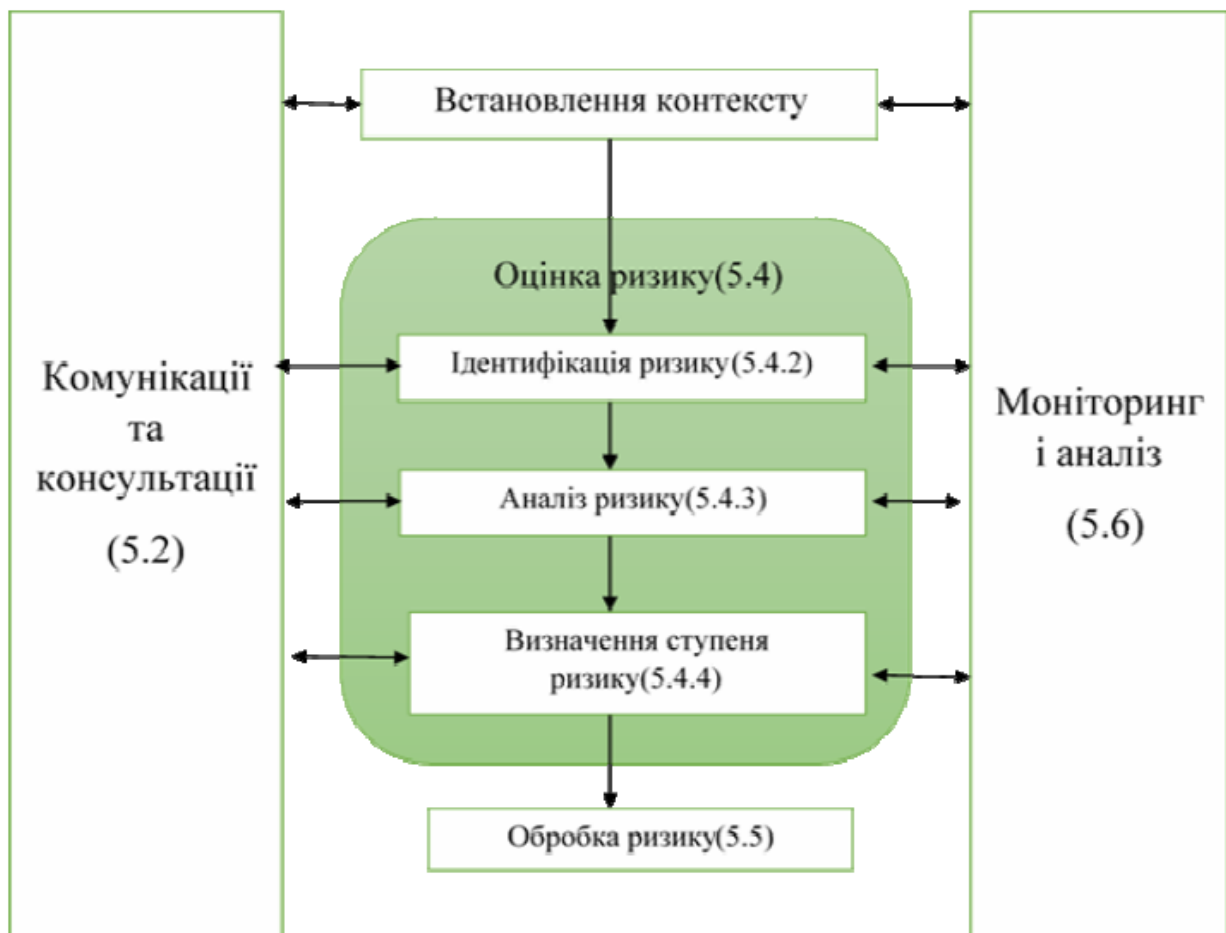 Встановлення контексту
Оцінка ризику(5.4)
Ідентифікація ризику(5.4.2)
Аналіз ризику(5.4.3)
Визначення ступеня
ризику(5.4.4)
Обробка ризику(5.5)
Комунікації
та
консультації
(5.2)
Моніторинг
і аналіз
(5.6)